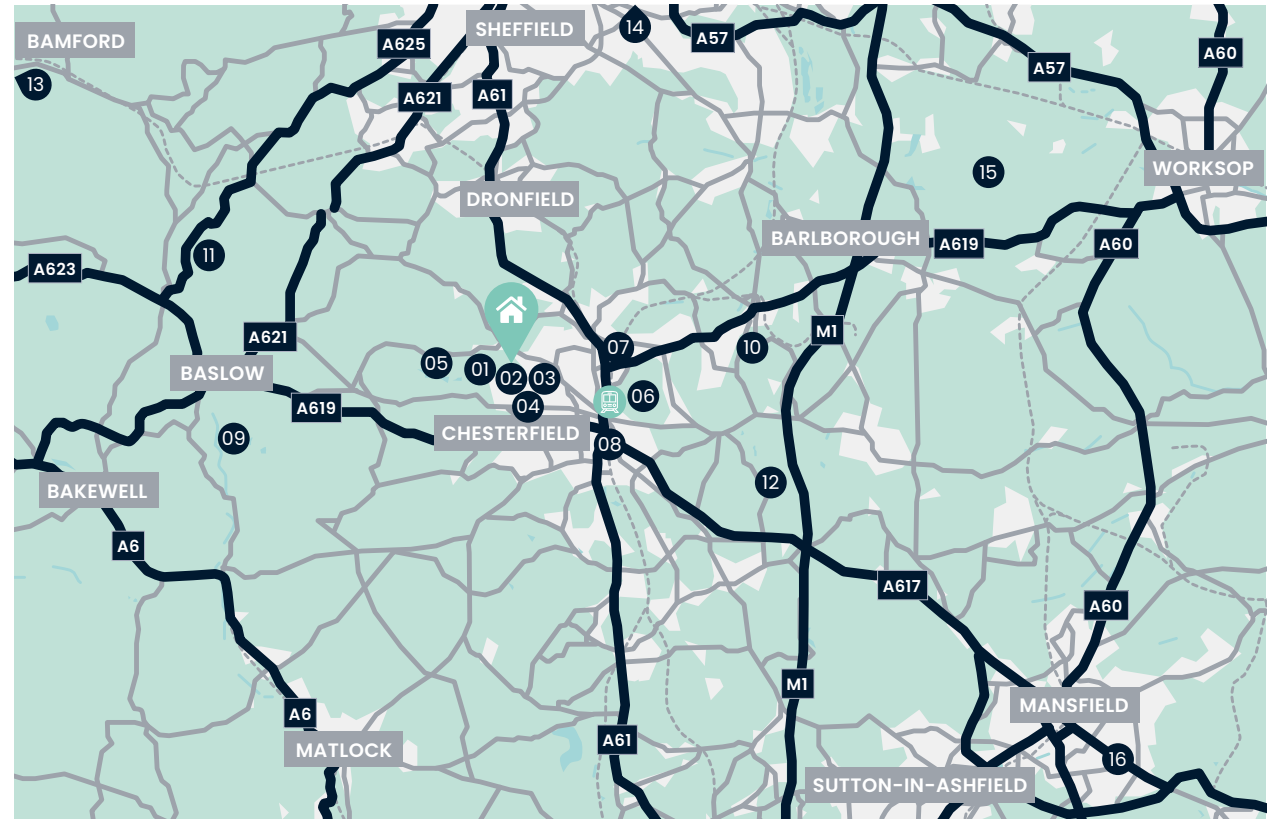 SHEFFIELD
14
A57
BAMFORD
A625
A60
A57
13
A621
A61
WORKSOP
15
DRONFIELD
BARLBOROUGH
A619
A60
11
A623
A621
M1
07
10
05
01
02
03
BASLOW
06
A619
04
CHESTERFIELD
09
08
12
BAKEWELL
A6
A617
A60
M1
MANSFIELD
A6
A61
MATLOCK
16
SUTTON-IN-ASHFIELD